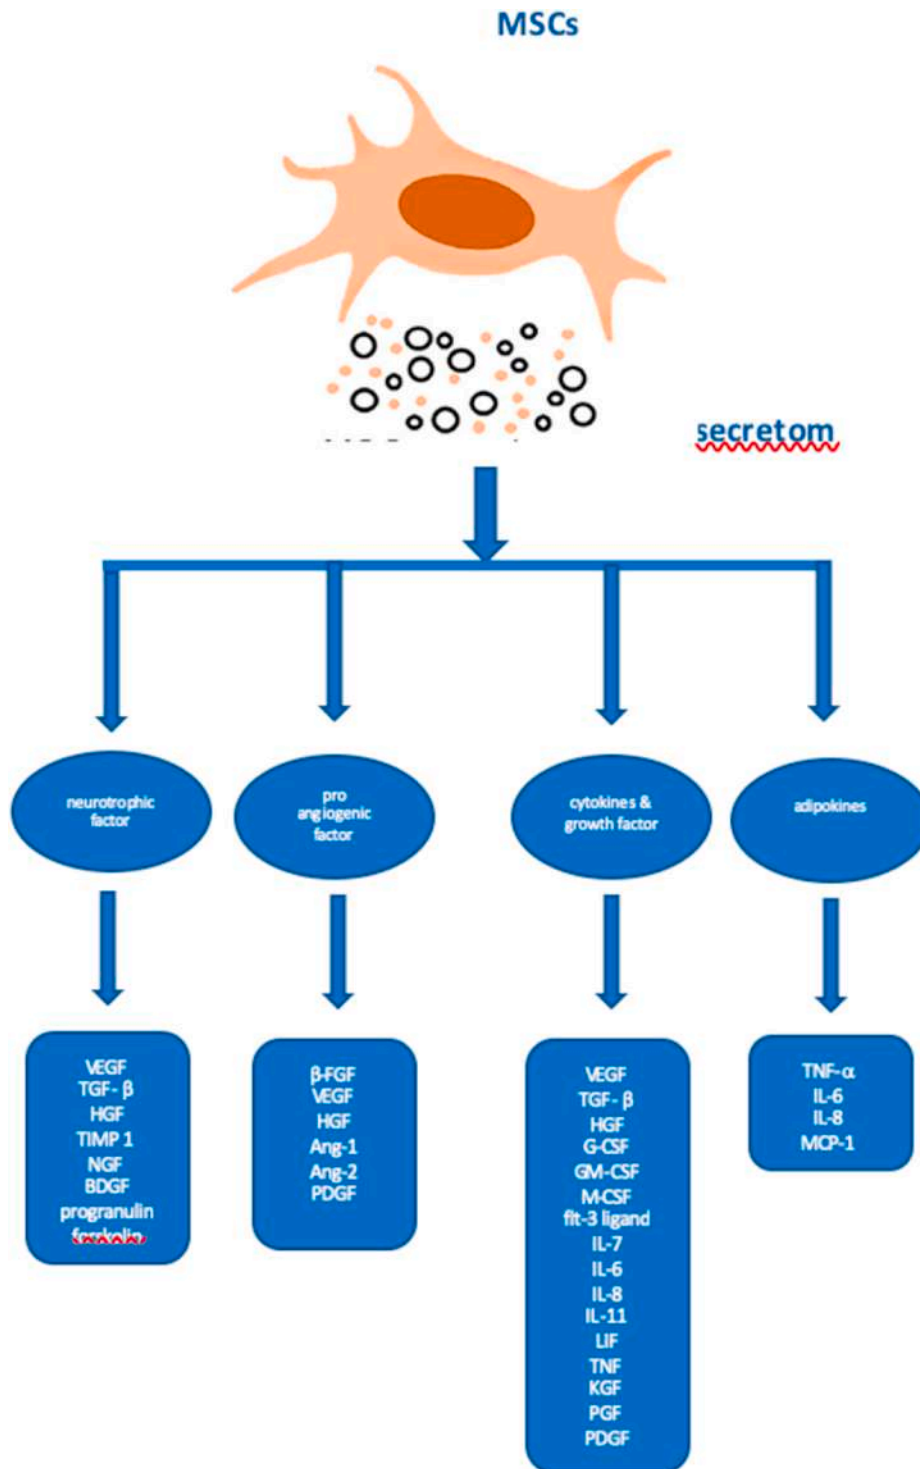 MSCs
secretom
neurotrophic
factor
pro
angiogenic
factor
cytokines &
growth factor
adipokines
VEGF
TGF- β
HGF
TIMP 1
NGF
BDGF
progranulin
β-FGF
VEGF
HGF
Ang-1
Ang-2
PDGF
VEGF
TGF- β
HGF
G-CSF
GM-CSF
M-CSF
flt-3 ligand
IL-7
IL-6
IL-8
IL-11
LIF
TNF
KGF
PGF
PDGF
TNF-α
IL-6
IL-8
MCP-1